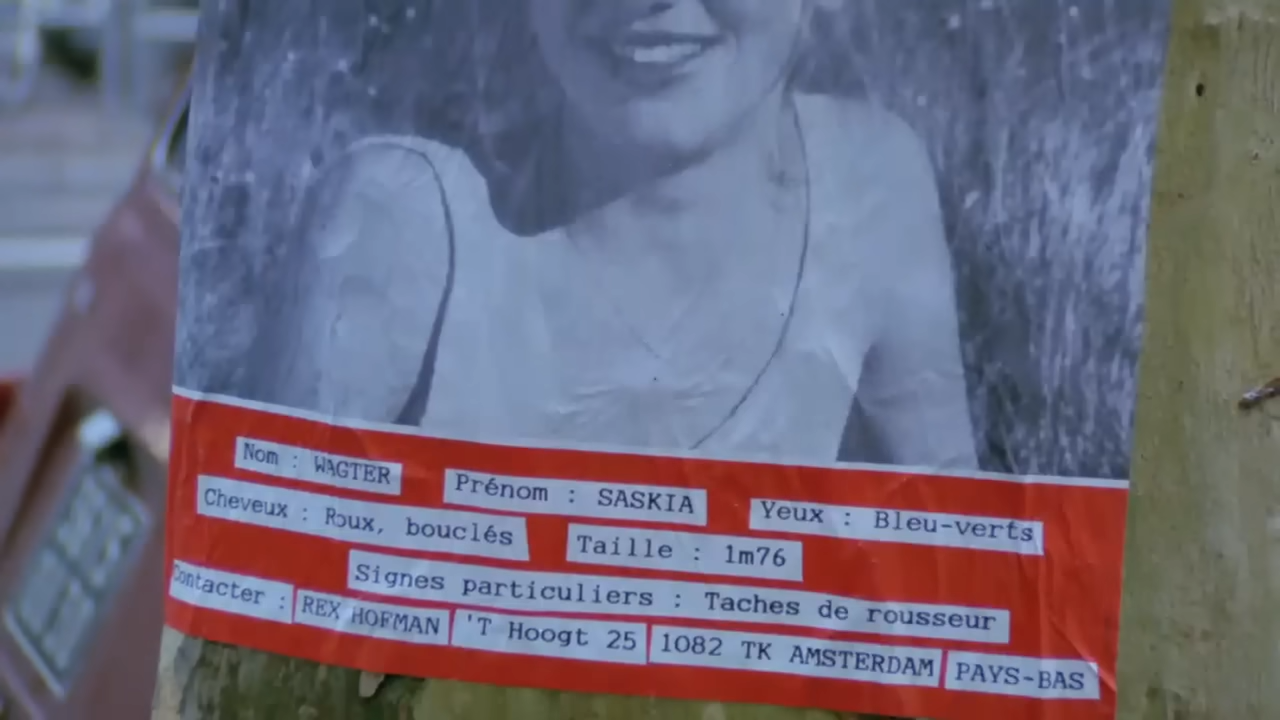 Nom : WAGTER Prénom : SASKIA Yeux : Bleu-verts
Cheveux : Roux, bouclés Taille : 1m76
Signes particuliers : Taches de rousseur
Contacter : REX HOFMAN 'T Hoogt 25 1082 TK AMSTERDAM PAYS-BAS